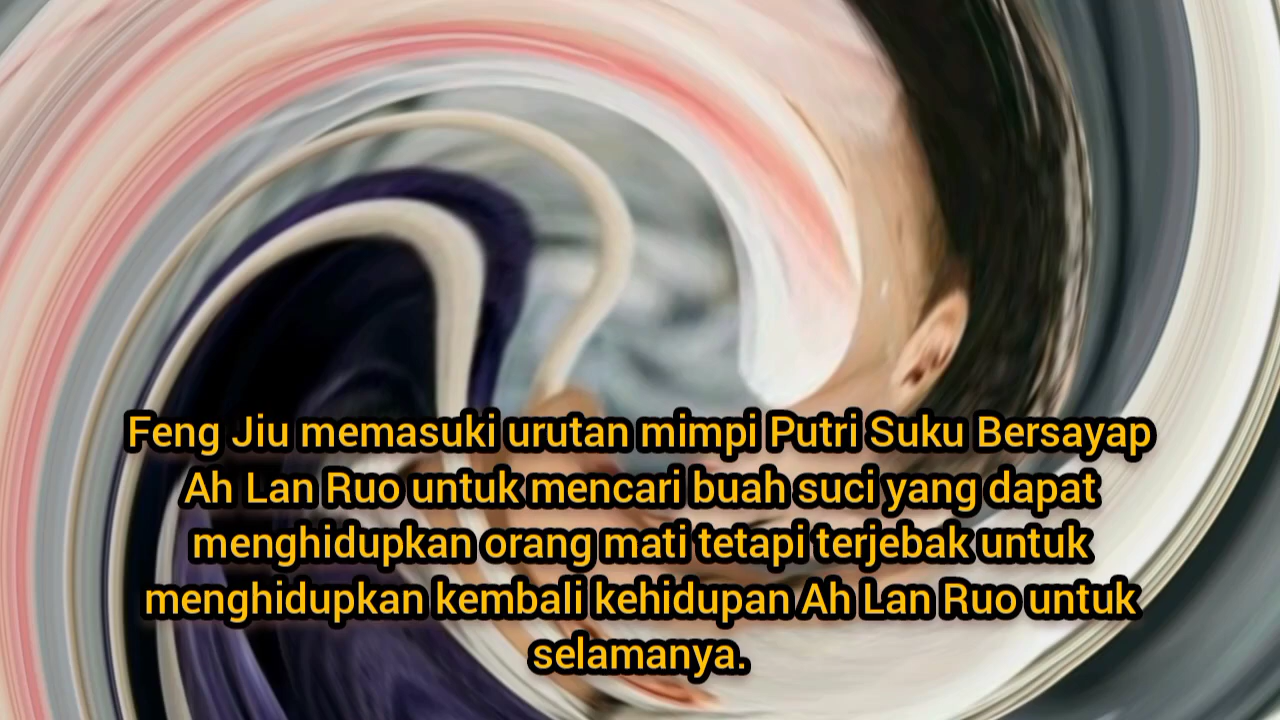 Feng Jiu memasuki urutan mimpi Putri Suku Bersayap
Ah Lan Ruo untuk mencari buah suci yang dapat
menghidupkan orang mati tetapi terjebak untuk
menghidupkan kembali kehidupan Ah Lan Ruo untuk
selamanya.